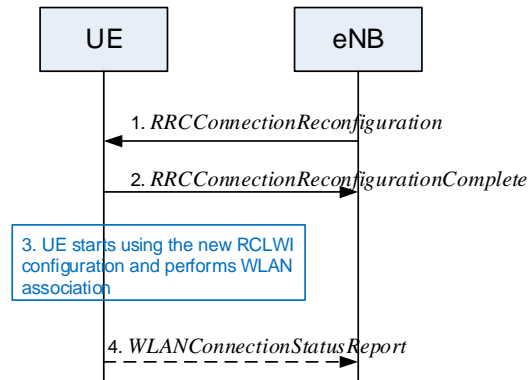 UE
eNB
1. RRCConnectionReconfiguration
2. RRCConnectionReconfigurationComplete
3. UE starts using the new RCLWI
configuration and performs WLAN
association
4. WLANConnectionStatusReport